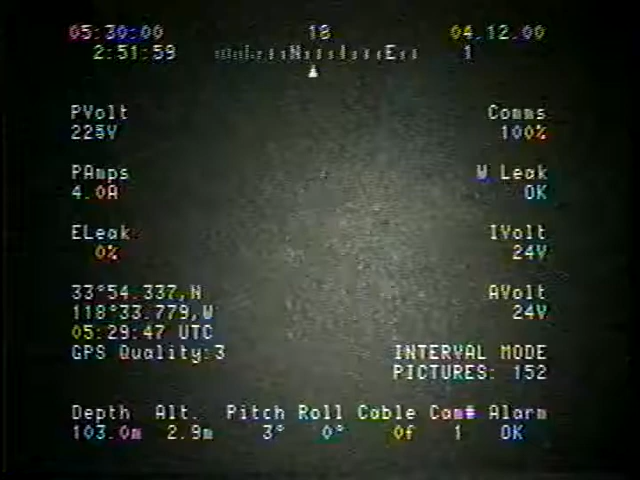 05:30:00 18 04.12.00
2:51:59 N E 1
PVolt Comms
225V 100%
PAmps W Leak
4.0A OK
ELeak IVolt
0% 24V
33°54.337,N AVolt
118°33.779,W 24V
05:29:47 UTC
GPS Quality:3 INTERVAL MODE
PICTURES: 152
Depth Alt. Pitch Roll Cable Cam# Alarm
103.0m 2.9m 3° 0° 0f 1 OK